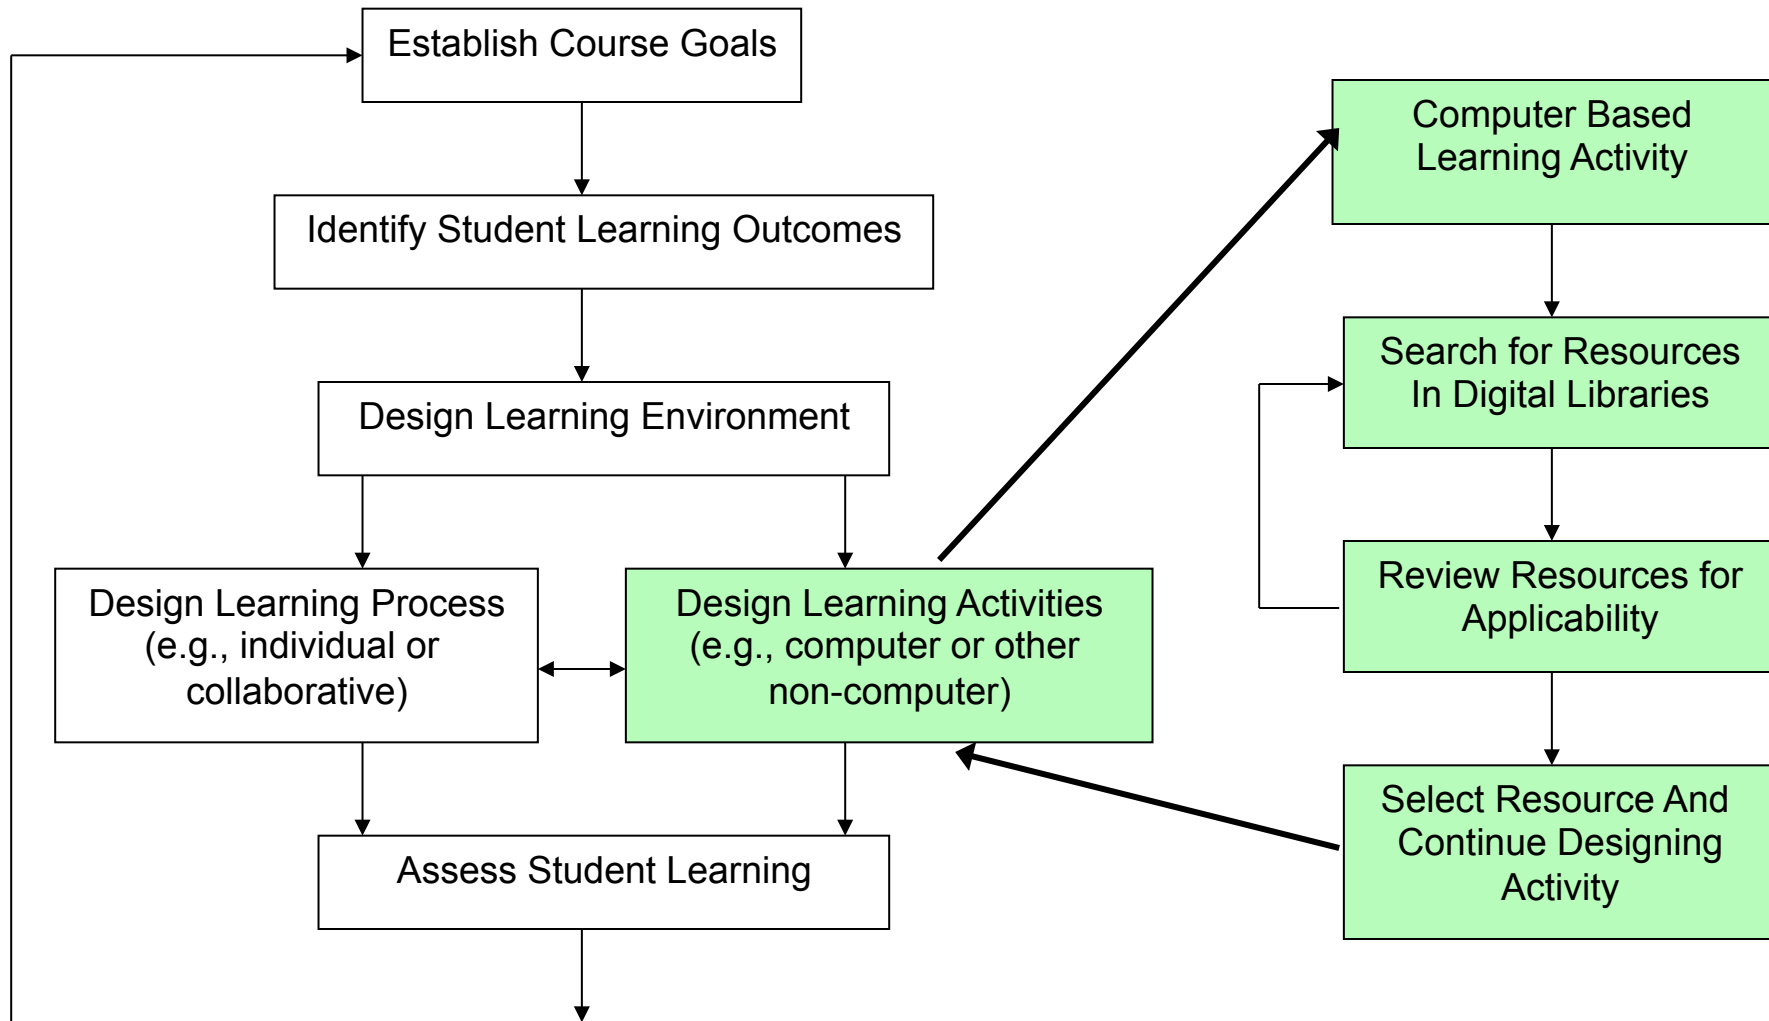 Establish Course Goals
Identify Student Learning Outcomes
Design Learning Environment
Design Learning Process
(e.g., individual or
collaborative)
Design Learning Activities
(e.g., computer or other
non-computer)
Assess Student Learning
Computer Based
Learning Activity
Search for Resources
In Digital Libraries
Review Resources for
Applicability
Select Resource And
Continue Designing
Activity